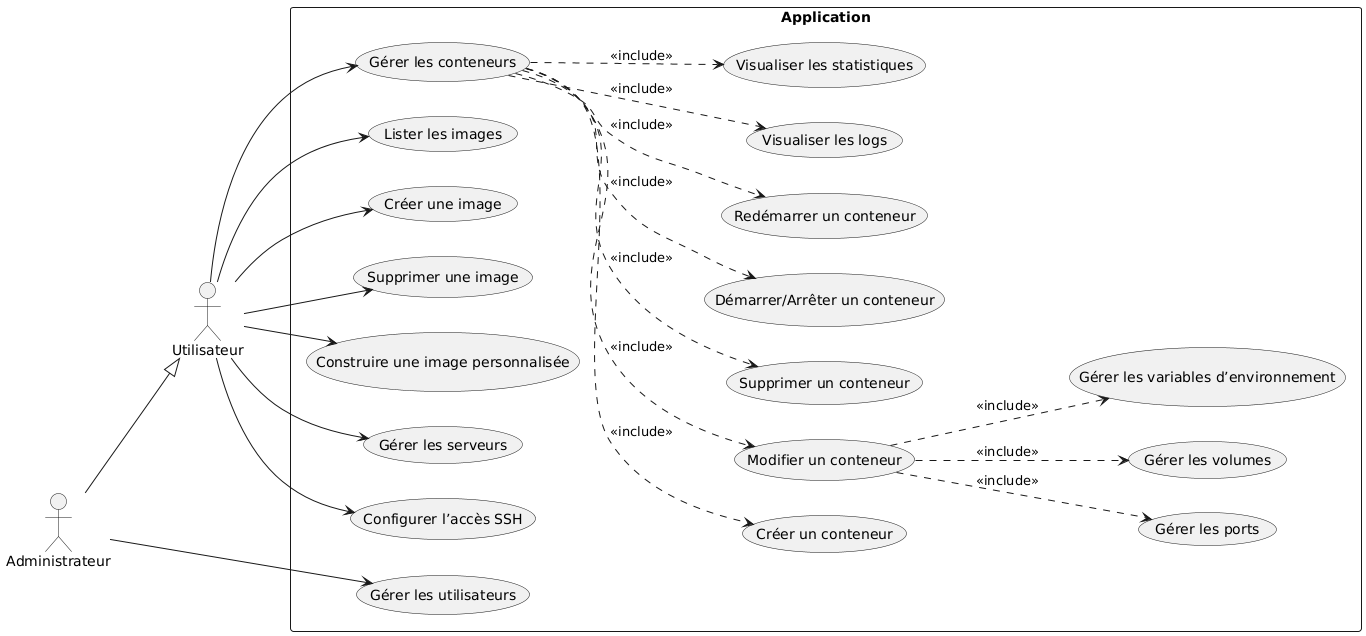 Application
Gérer les conteneurs
«include»
Visualiser les statistiques
«include»
Lister les images
«include»
Visualiser les logs
Créer une image
«include»
Redémarrer un conteneur
Supprimer une image
«include»
Démarrer/Arrêter un conteneur
Utilisateur
Construire une image personnalisée
«include»
Supprimer un conteneur
Gérer les variables d’environnement
«include»
Gérer les serveurs
«include»
Modifier un conteneur
«include»
Gérer les volumes
«include»
Configurer l’accès SSH
Créer un conteneur
Gérer les ports
Administrateur
Gérer les utilisateurs